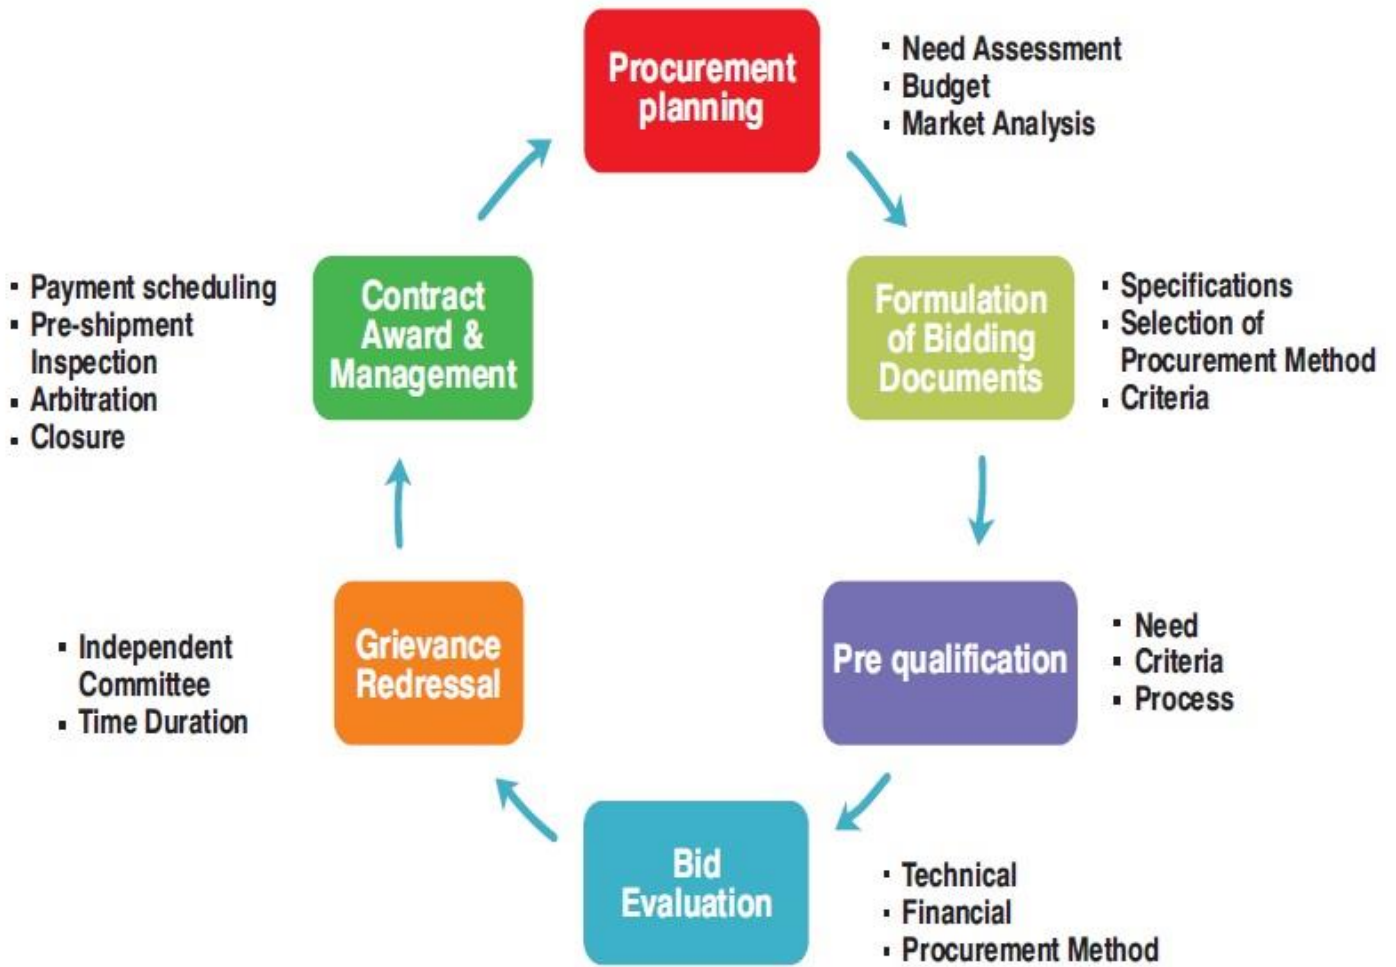 Procurement
planning
▪ Need Assessment
▪ Budget
▪ Market Analysis
Formulation
of Bidding
Documents
▪ Specifications
▪ Selection of
Procurement Method
▪ Criteria
Pre qualification
▪ Need
▪ Criteria
▪ Process
Bid
Evaluation
▪ Technical
▪ Financial
▪ Procurement Method
Grievance
Redressal
▪ Independent
Committee
▪ Time Duration
Contract
Award &
Management
▪ Payment scheduling
▪ Pre-shipment
Inspection
▪ Arbitration
▪ Closure